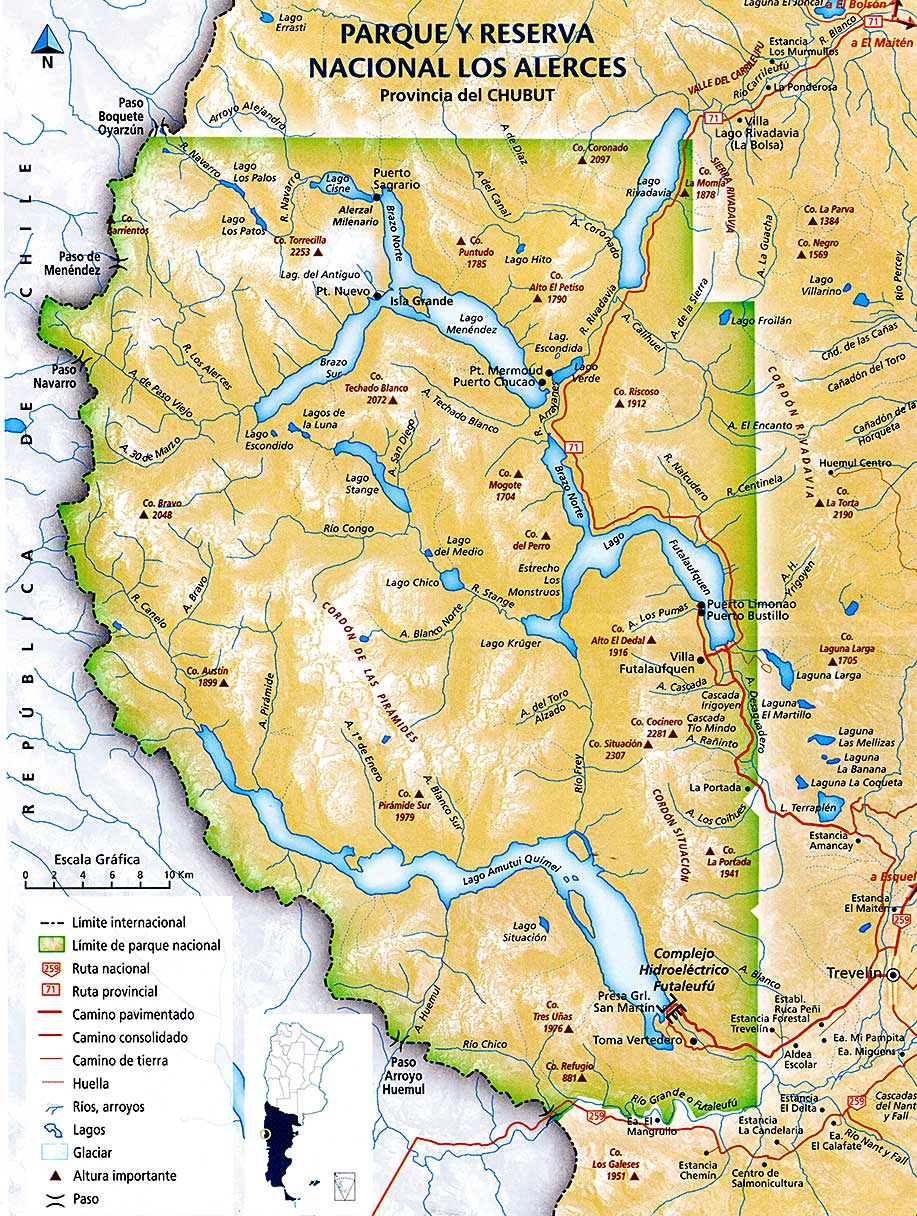 PARQUE Y RESERVA
NACIONAL LOS ALERCES
Provincia del CHUBUT
N
Lago
Errasti
Laguna El Juncal
a El Bolsón
71
a El Maitén
R. Blanco
Estancia
Los Murmullos
VALLE DEL CARRILEUFÚ
Río Carrileufú
La Ponderosa
71
Villa
Lago Rivadavia
(La Bolsa)
Paso
Boquete
Oyarzún
Arroyo Alejandro
A. de Díaz
Co. Coronado
2097
R. Navarro
Lago
Los Palos
R. Navarro
Lago
Cisne
Puerto
Sagrario
Alerzal
Milenario
Lago
Los Patos
A. del Canal
Lago
Rivadavia
Co.
La Momia
1878
SIERRA RIVADAVIA
Co. La Parva
1384
Co. Negro
1569
A. La Guacha
Co.
Barrientos
Co. Torrecilla
2253
Brazo Norte
Co.
Puntudo
1785
A. Coronado
Lago Hito
Paso de
Menéndez
Lag. del Antiguo
Pt. Nuevo
Isla Grande
Co.
Alto El Petiso
1790
Lago
Villarino
Río Percey
Lago
Menéndez
R. Rivadavia
A. Calihuel
A. de la Sierra
Lago Froilán
Lag.
Escondida
Cnd. de las Cañas
Cañadón del Toro
Paso
Navarro
R. Los Alerces
Brazo
Sur
Pt. Mermoud
Puerto Chucao
Lago
Verde
Co.
Techado Blanco
2072
A. Techado Blanco
R. Arrayanes
Co. Riscoso
1912
CORDÓN RIVADAVIA
A. de Paso Viejo
Lagos de
la Luna
A. El Encanto
Cañadón de la
Horqueta
A. 30 de Marzo
Lago
Escondido
A. San Diego
71
Lago
Stange
Co.
Mogote
1704
Brazo Norte
R. Nalcudero
R. Centinela
Huemul Centro
Co.
La Torta
2190
Co. Bravo
2048
Río Congo
Co.
del Perro
Lago
Futalaufquen
Lago
del Medio
Estrecho
Los
Monstruos
A. H.
Yrigoyen
Lago Chico
R. Stange
R. Canelo
A. Bravo
A. Blanco Norte
Lago Krüger
A. Los Pumas
Puerto Limonao
Puerto Bustillo
CORDÓN DE LAS PIRÁMIDES
Co.
Alto El Dedal
1916
Villa
Futalaufquen
Co.
Laguna Larga
1705
Laguna Larga
Co. Austin
1899
A. Pirámide
A. Cascada
Cascada
Irigoyen
A. Desaguadero
Laguna
El Martillo
A. del Toro
Alzado
Co. Cocinero
2281
Cascada
Tío Mindo
A. Rañinto
Co. Situación
2307
Laguna
Las Mellizas
Laguna
La Banana
Laguna La Coqueta
A. 1º de Enero
Río Frey
Co.
Pirámide Sur
1979
A. Blanco Sur
CORDÓN SITUACIÓN
La Portada
A. Los Colihues
L. Terraplén
Estancia
Amancay
Co.
La Portada
1941
Lago Amutui Quimei
a Esquel
Estancia
El Maitén
259
REPÚBLICA DE CHILE
Lago
Situación
Complejo
Hidroeléctrico
Futaleufú
A. Blanco
Trevelin
Presa Grl.
San Martín
Establ.
Ruca Peñi
Estancia Forestal
Trevelín
A. Huemul
Co.
Tres Uñas
1976
Toma Vertedero
Ea. Mi Pampita
Ea. Miguens
Aldea
Escolar
Río Chico
Paso
Arroyo
Huemul
Co. Refugio
881
Río Grande o Futaleufú
259
Ea. El
Mangrullo
Estancia
El Delta
259
Cascadas
del Nant
y Fall
Estancia
La Candelaria
Ea.
El Calafate
Río Nant y Fall
Co.
Los Galeses
1951
Estancia
Chemín
Centro de
Salmonicultura
Escala Gráfica
0 2 4 6 8 10 Km
Límite internacional
Límite de parque nacional
259 Ruta nacional
71 Ruta provincial
Camino pavimentado
Camino consolidado
Camino de tierra
Huella
Ríos, arroyos
Lagos
Glaciar
Altura importante
Paso